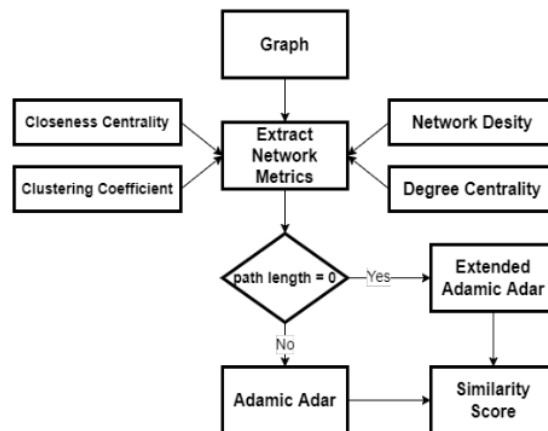 Graph
Closeness Centrality
Extract
Network
Metrics
Network Desity
Clustering Coefficient
Degree Centrality
path length = 0
Yes
Extended
Adamic Adar
No
Adamic Adar
Similarity
Score